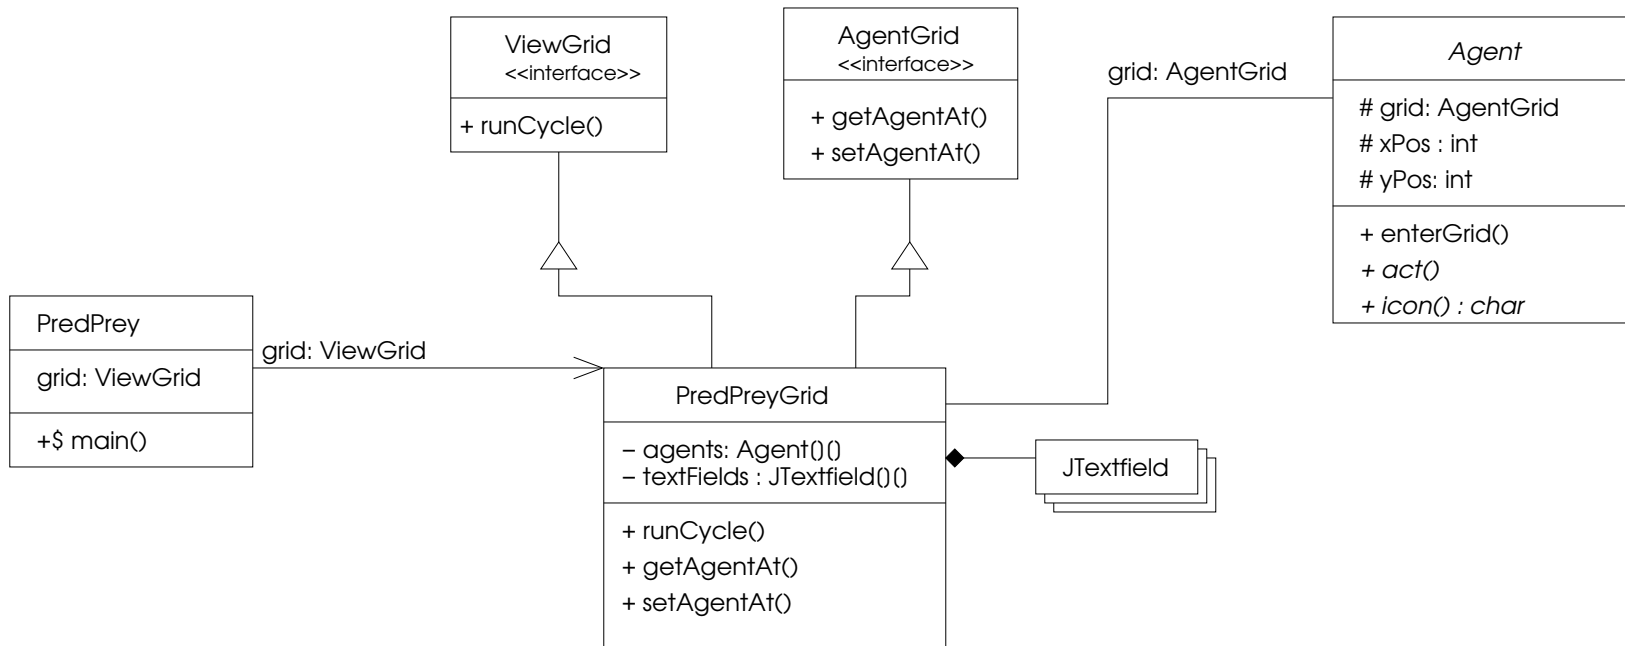 ViewGrid
<<interface>>
+ runCycle()
AgentGrid
<<interface>>
+ getAgentAt()
+ setAgentAt()
grid: AgentGrid
Agent
# grid: AgentGrid
# xPos : int
# yPos: int
+ enterGrid()
+ act()
+ icon() : char
PredPrey
grid: ViewGrid
+$ main()
grid: ViewGrid
PredPreyGrid
– agents: Agent()()
– textFields : JTextfield()()
+ runCycle()
+ getAgentAt()
+ setAgentAt()
JTextfield